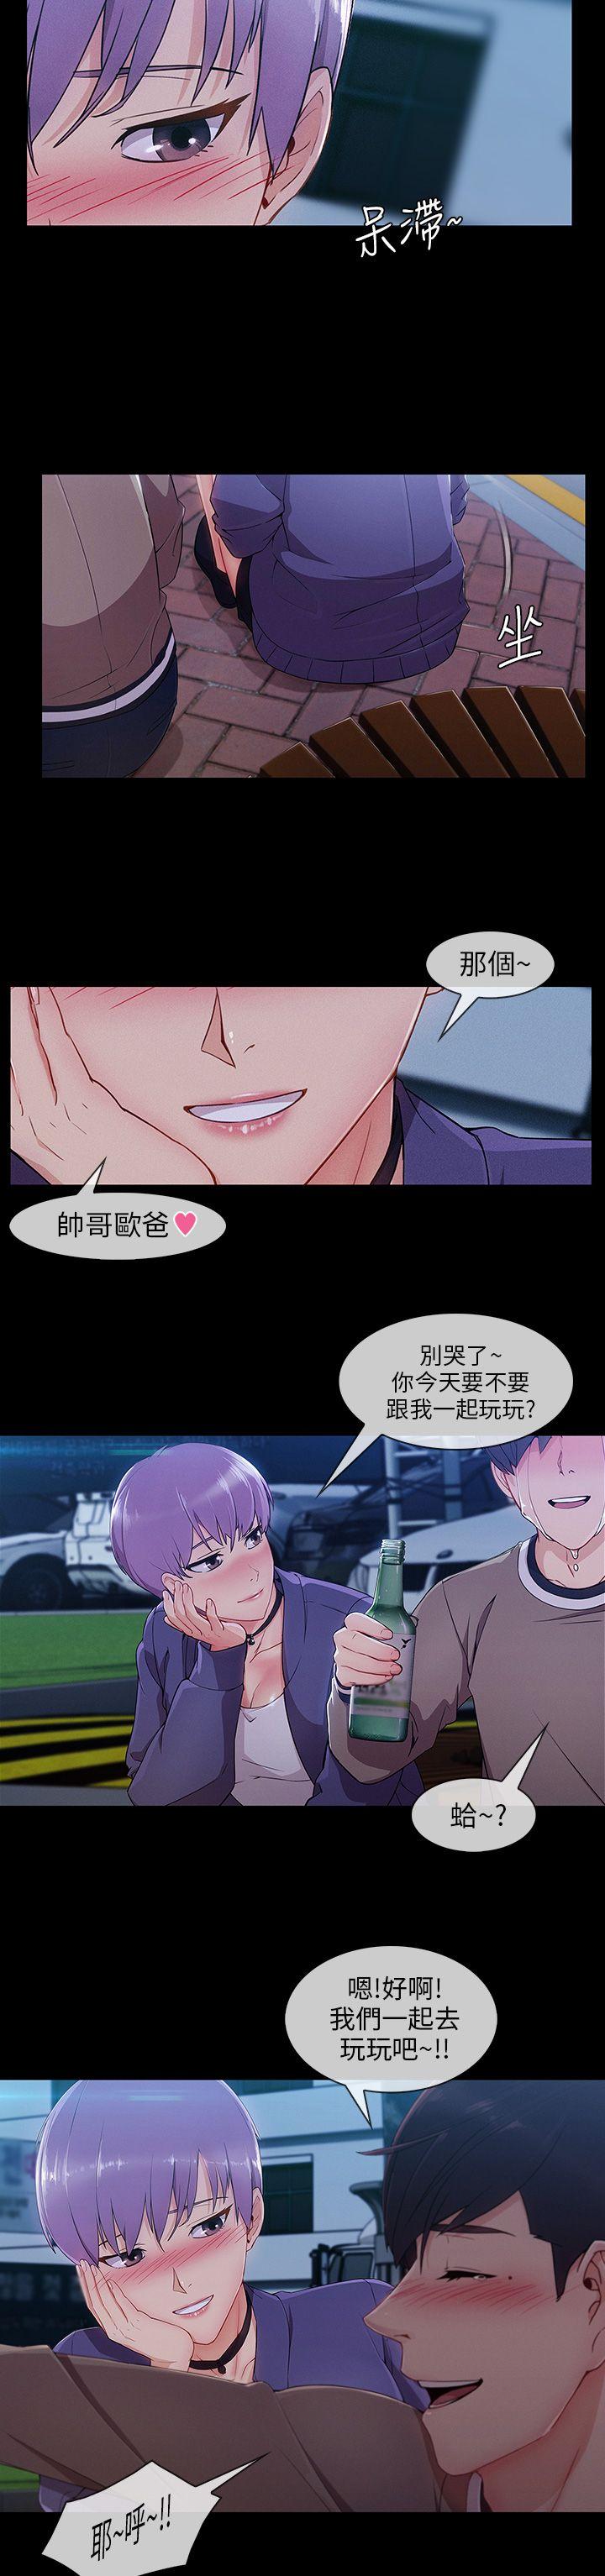 呆滯~
坐
那個~
帥哥歐爸♥
別哭了~
你今天要不要
跟我一起玩玩?
蛤~?
嗯!好啊!
我們一起去
玩玩吧~!!
耶~呼~!!